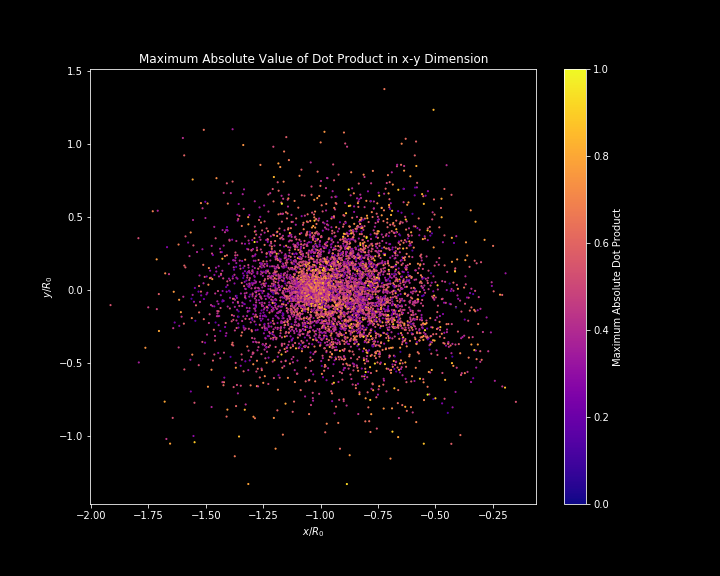 Maximum Absolute Value of Dot Product in x-y Dimension
1.5
1.0
0.5
0.0
−0.5
−1.0
y/R₀
−2.00 −1.75 −1.50 −1.25 −1.00 −0.75 −0.50 −0.25
x/R₀
1.0
0.8
0.6
0.4
0.2
0.0
Maximum Absolute Dot Product